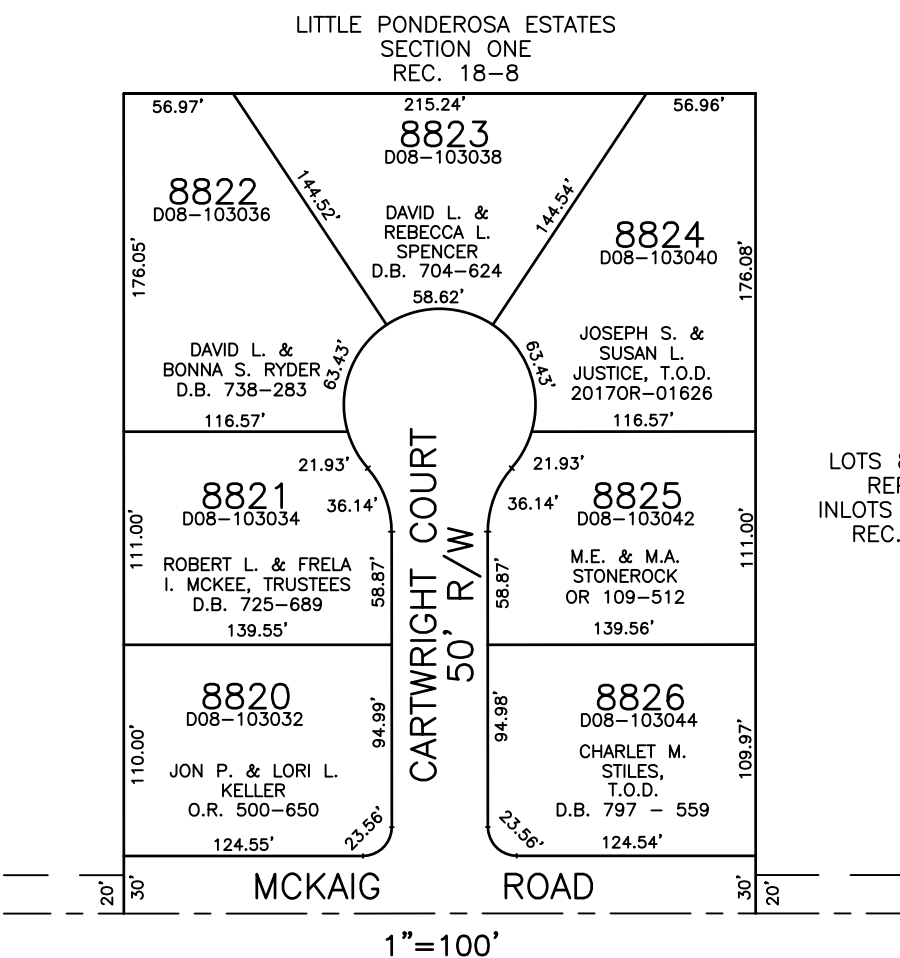 LITTLE PONDEROSA ESTATES
SECTION ONE
REC. 18-8
56.97'
215.24'
56.96'
8823
D08-103038
DAVID L. &
REBECCA L.
SPENCER
D.B. 704-624
58.62'
144.52'
144.54'
8822
D08-103036
176.05'
DAVID L. &
BONNA S. RYDER
D.B. 738-283
63.43'
116.57'
8824
D08-103040
176.08'
JOSEPH S. &
SUSAN L.
JUSTICE, T.O.D.
2017OR-01626
63.43'
116.57'
21.93'
8821
D08-103034
36.14'
111.00'
ROBERT L. & FRELA
I. MCKEE, TRUSTEES
D.B. 725-689
58.87'
139.55'
CARTWRIGHT COURT
50' R/W
21.93'
8825
36.14'
D08-103042
111.00'
M.E. & M.A.
STONEROCK
OR 109-512
58.87'
139.56'
LOTS
REP
INLOTS
REC.
8820
D08-103032
94.99'
110.00'
JON P. & LORI L.
KELLER
O.R. 500-650
23.56'
124.55'
8826
D08-103044
94.98'
109.97'
CHARLET M.
STILES,
T.O.D.
D.B. 797 - 559
23.56'
124.54'
20'
30'
MCKAIG ROAD
30'
20'
1"=100'